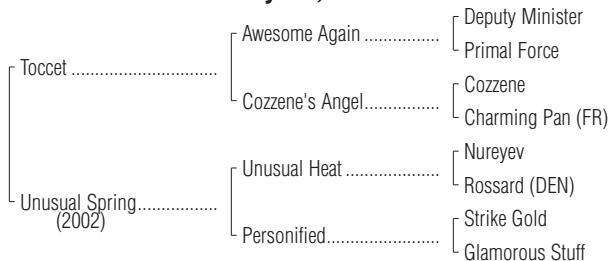 Deputy Minister
Awesome Again ................
Primal Force
Toccet ...............................
Cozzene
Cozzene's Angel................
Charming Pan (FR)
Nureyev
Unusual Heat ....................
Rossard (DEN)
Unusual Spring.................
(2002)
Strike Gold
Personified........................
Glamorous Stuff